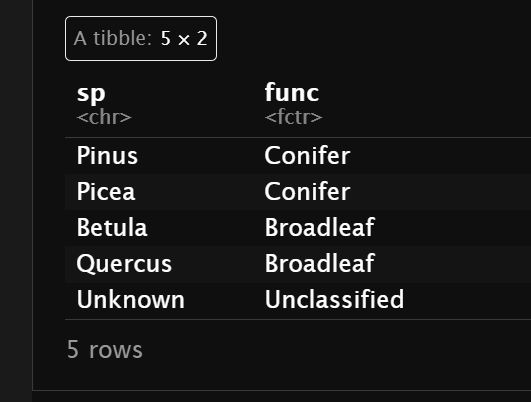 A tibble: 5 × 2
sp func
<chr> <fctr>
Pinus Conifer
Picea Conifer
Betula Broadleaf
Quercus Broadleaf
Unknown Unclassified
5 rows